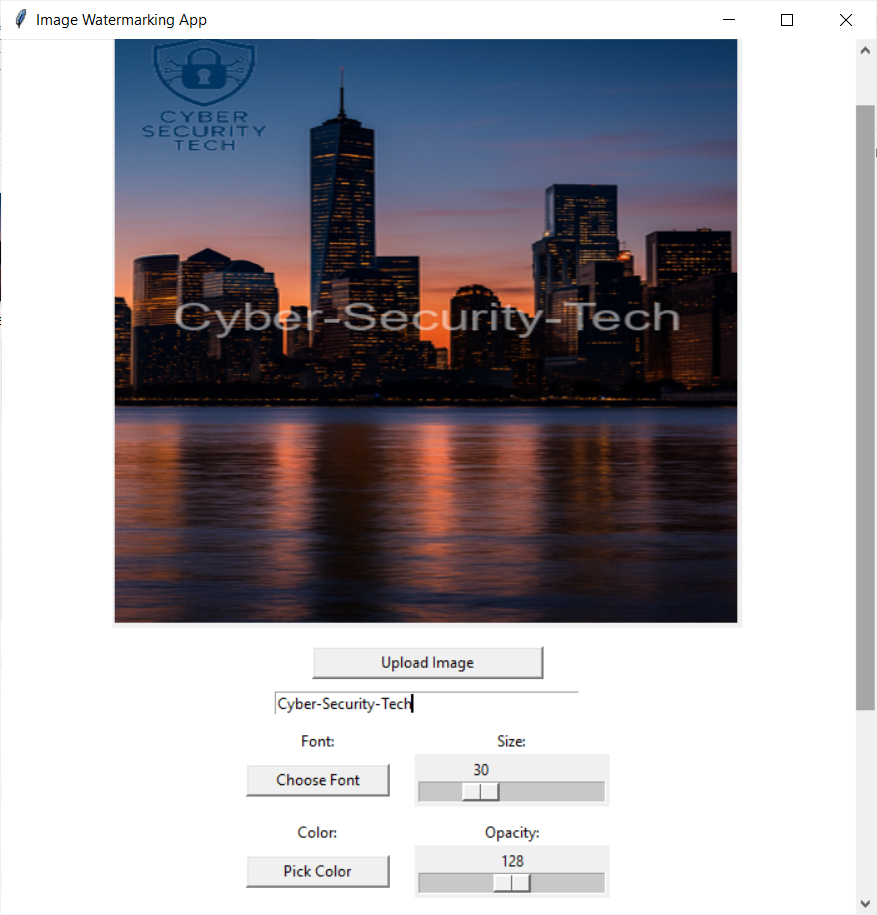 Image Watermarking App
CYBER
SECURITY
TECH
Cyber-Security-Tech
Upload Image
Cyber-Security-Tech
Font:
Size:
Choose Font
30
Color:
Opacity:
Pick Color
128